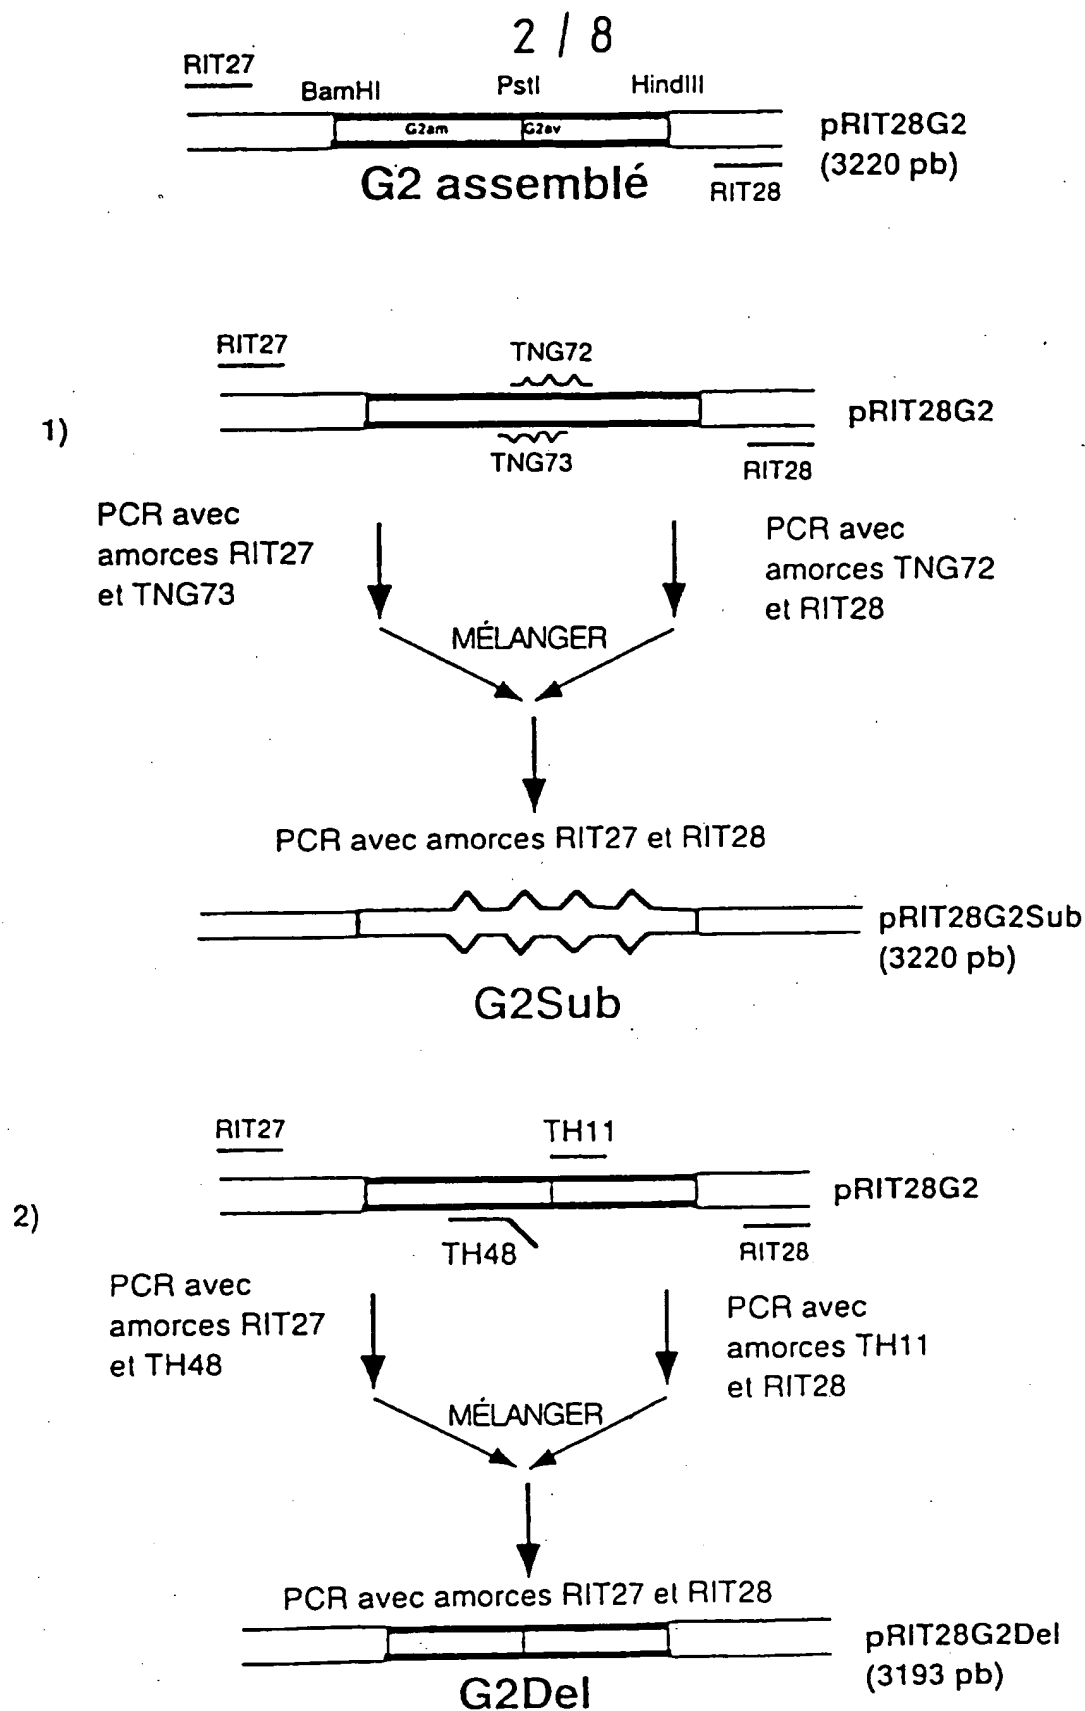 2 / 8
RIT27
BamHI
PstI
HindIII
G2am
G2av
pRIT28G2
(3220 pb)
G2 assemblé
RIT28
1)
RIT27
TNG72
pRIT28G2
TNG73
RIT28
PCR avec
amorces RIT27
et TNG73
PCR avec
amorces TNG72
et RIT28
MÉLANGER
PCR avec amorces RIT27 et RIT28
pRIT28G2Sub
(3220 pb)
G2Sub
2)
RIT27
TH11
pRIT28G2
TH48
RIT28
PCR avec
amorces RIT27
et TH48
PCR avec
amorces TH11
et RIT28
MÉLANGER
PCR avec amorces RIT27 et RIT28
pRIT28G2Del
(3193 pb)
G2Del